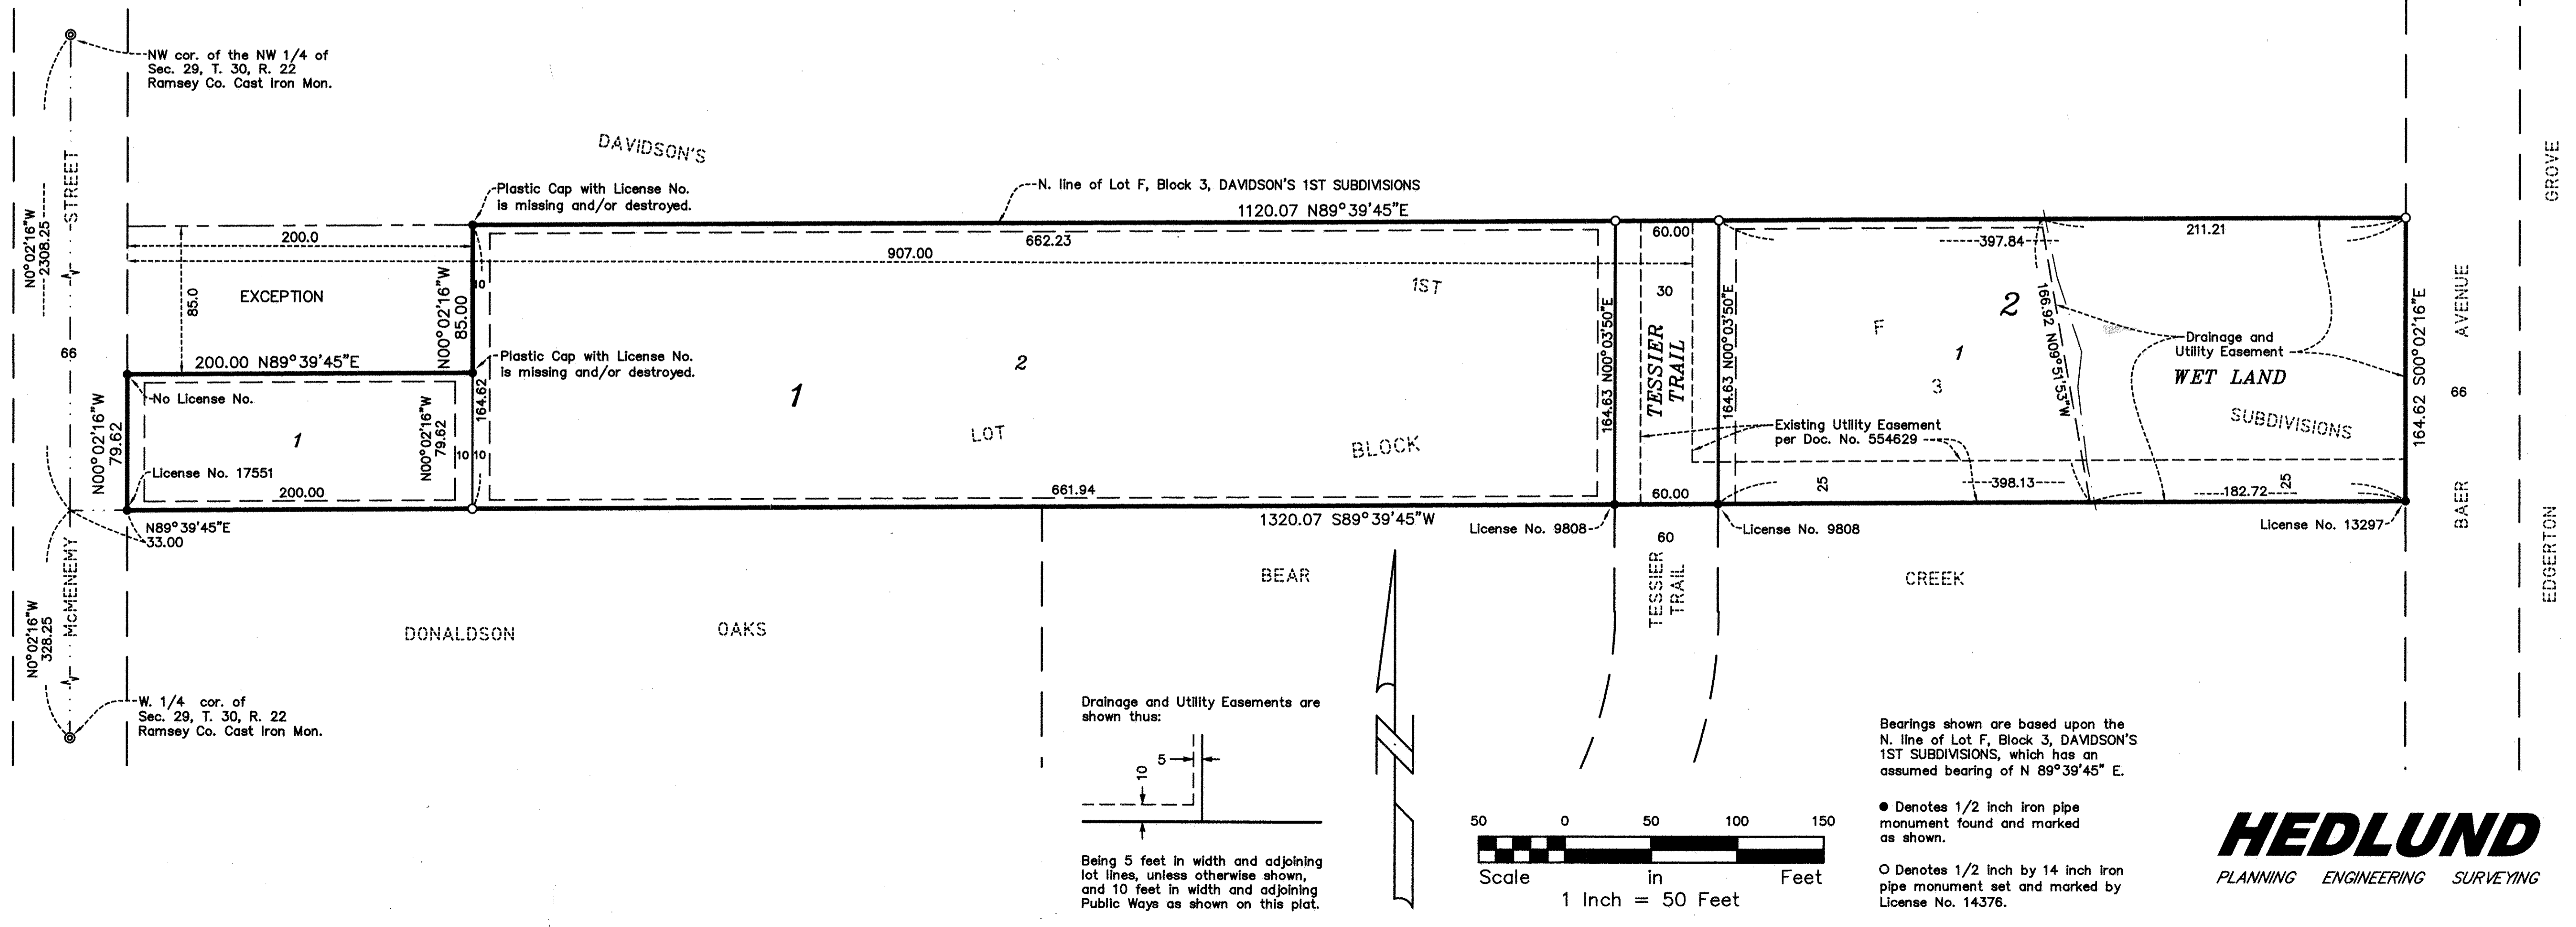 NW cor. of the NW 1/4 of
Sec. 29, T. 30, R. 22
Ramsey Co. Cast Iron Mon.
N0°02'16"W
2308.25
STREET
66
DAVIDSON'S
Plastic Cap with License No.
is missing and/or destroyed.
N. line of Lot F, Block 3, DAVIDSON'S 1ST SUBDIVISIONS
1120.07 N89°39'45"E
200.0
662.23
907.00
60.00
397.84
211.21
GROVE
85.0
EXCEPTION
N00°02'16"W
85.00
10
1ST
30
TESSIER
TRAIL
164.63 N00°03'50"E
164.63 N00°03'50"E
F
2
1
3
166.92 N09°51'53"W
Drainage and
Utility Easement
WET LAND
SUBDIVISIONS
164.62 S00°02'16"E
AVENUE
66
BAER
EDGERTON
200.00 N89°39'45"E
Plastic Cap with License No.
is missing and/or destroyed.
No License No.
N00°02'16"W
79.62
1
N00°02'16"W
79.62
164.62
10 10
License No. 17551
200.00
1
2
LOT
BLOCK
661.94
Existing Utility Easement
per Doc. No. 554629
25
398.13
182.72
25
60.00
N89°39'45"E
33.00
1320.07 S89°39'45"W
License No. 9808
License No. 9808
License No. 13297
60
TESSIER
TRAIL
BEAR
CREEK
McMENEMY
N0°02'16"W
328.25
DONALDSON
OAKS
W. 1/4 cor. of
Sec. 29, T. 30, R. 22
Ramsey Co. Cast Iron Mon.
Drainage and Utility Easements are
shown thus:
5
10
Being 5 feet in width and adjoining
lot lines, unless otherwise shown,
and 10 feet in width and adjoining
Public Ways as shown on this plat.
N
50 0 50 100 150
Scale in Feet
1 Inch = 50 Feet
Bearings shown are based upon the
N. line of Lot F, Block 3, DAVIDSON'S
1ST SUBDIVISIONS, which has an
assumed bearing of N 89°39'45" E.
Denotes 1/2 inch iron pipe
monument found and marked
as shown.
Denotes 1/2 inch by 14 inch iron
pipe monument set and marked by
License No. 14376.
HEDLUND
PLANNING ENGINEERING SURVEYING